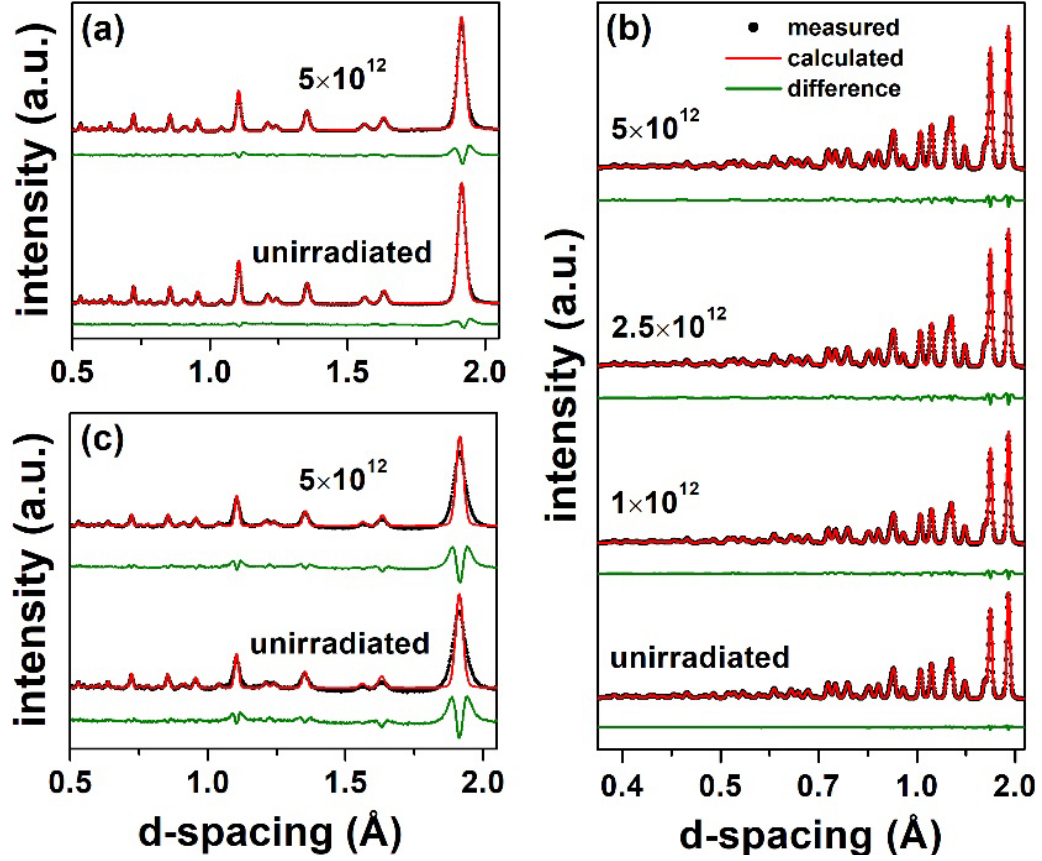 (a)
5×10¹²
unirradiated
intensity (a.u.)
0.5 1.0 1.5 2.0
(c)
5×10¹²
unirradiated
intensity (a.u.)
0.5 1.0 1.5 2.0
d-spacing (Å)
(b)
measured
calculated
difference
5×10¹²
2.5×10¹²
1×10¹²
unirradiated
intensity (a.u.)
0.4 0.5 0.7 1.0 2.0
d-spacing (Å)